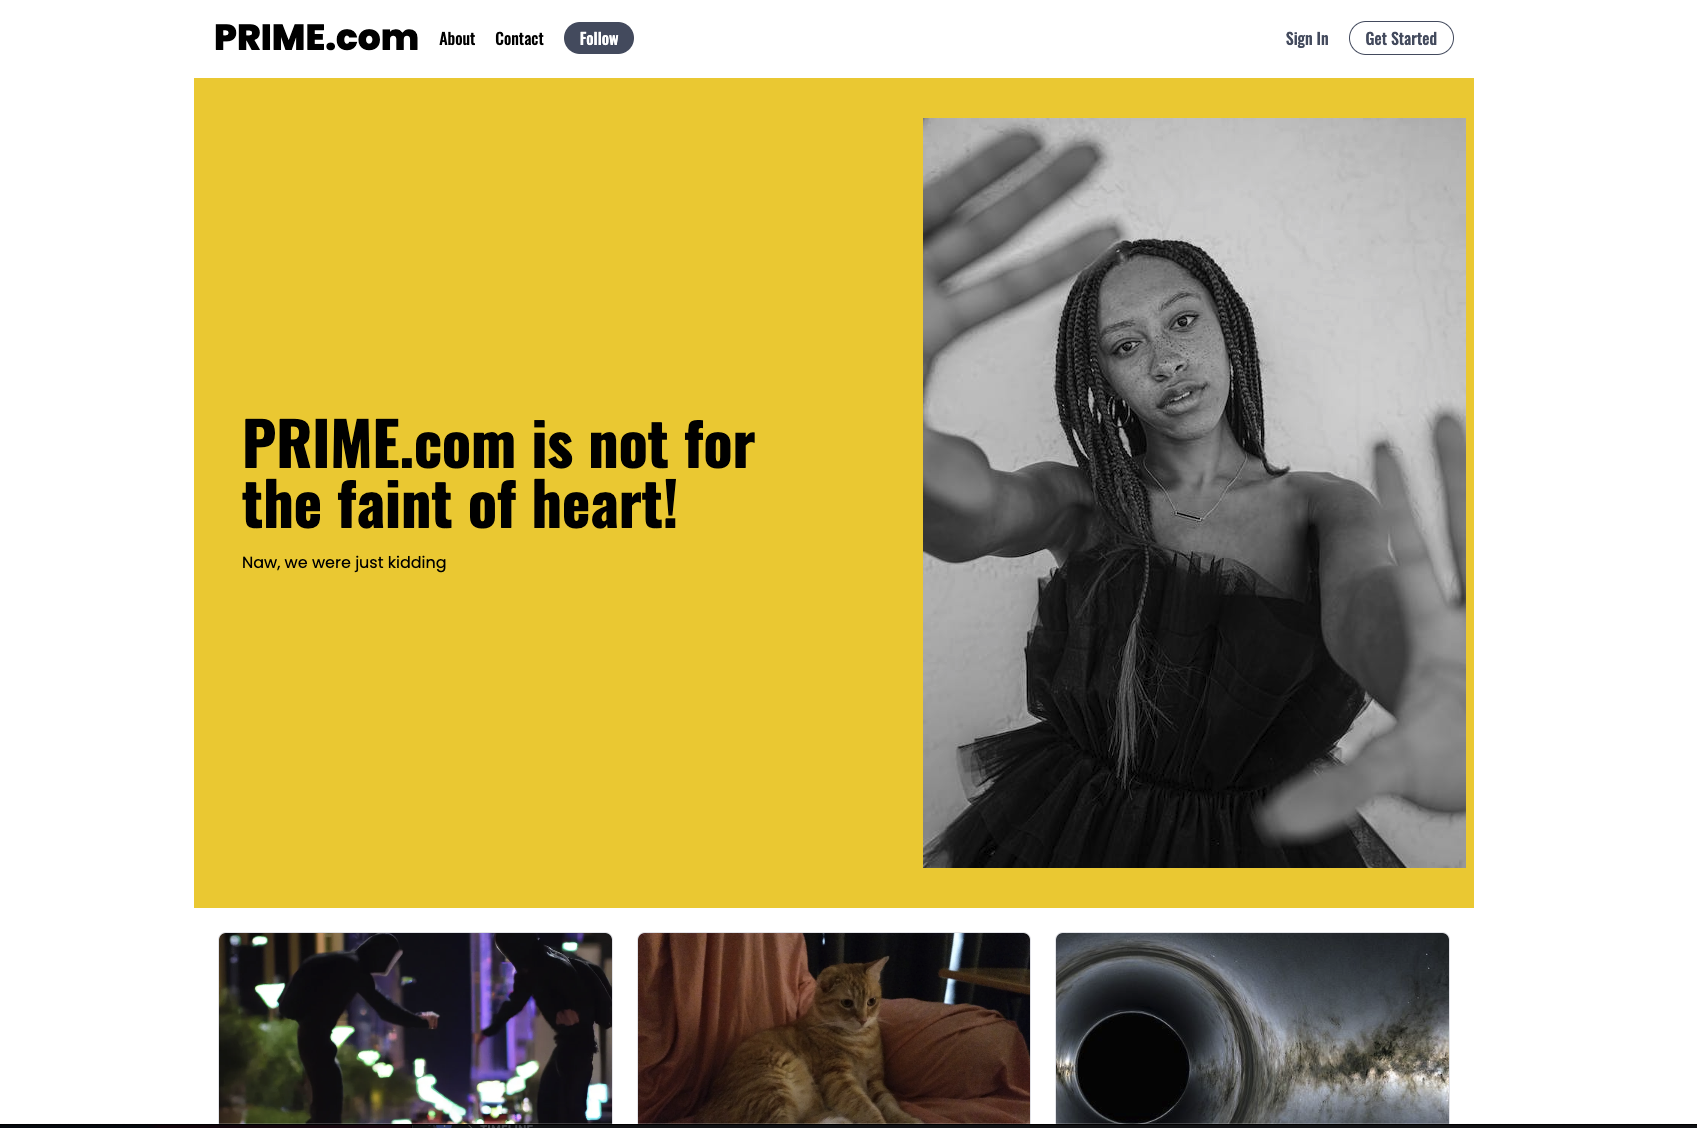 PRIME.com
About
Contact
Follow
Sign In
Get Started
PRIME.com is not for
the faint of heart!
Naw, we were just kidding